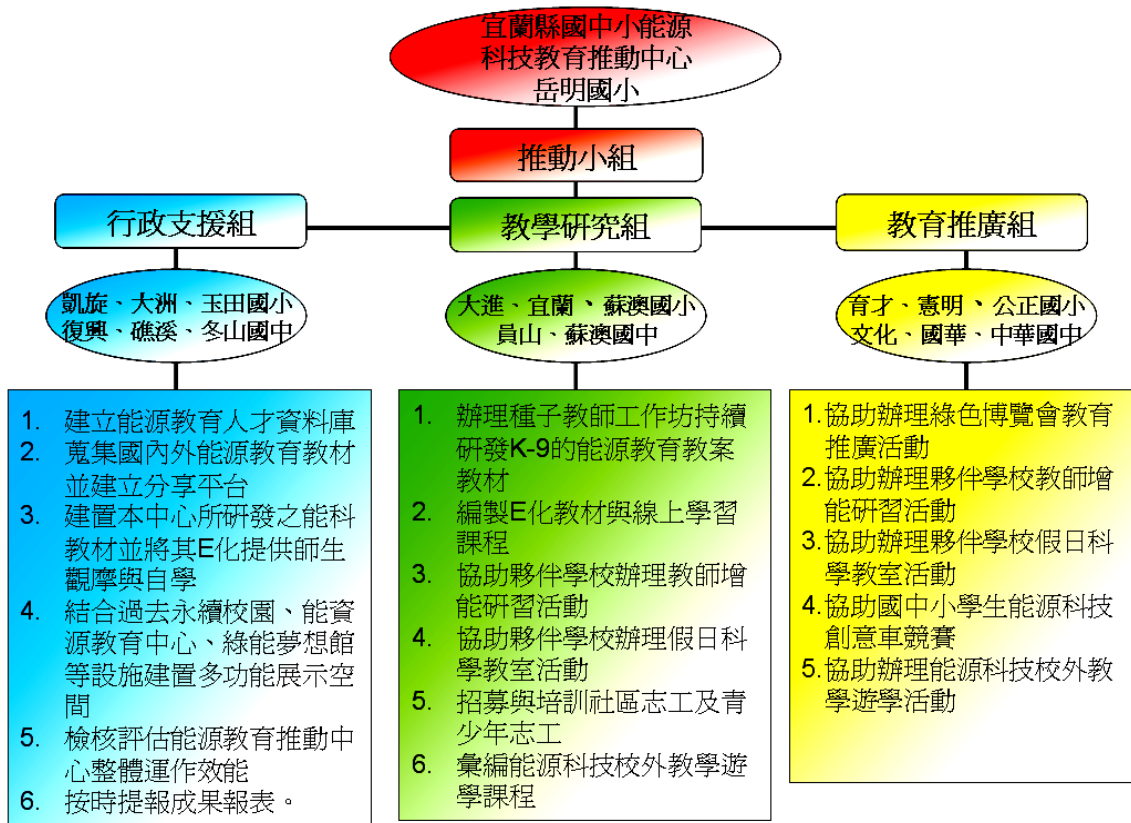 宜蘭縣國中小能源
科技教育推動中心
岳明國小
推動小組
行政支援組
教學研究組
教育推廣組
凱旋、大洲、玉田國小
復興、礁溪、冬山國中
大進、宜蘭、蘇澳國小
員山、蘇澳國中
育才、憲明、公正國小
文化、國華、中華國中
1. 建立能源教育人才資料庫
2. 蒐集國內外能源教育教材
並建立分享平台
3. 建置本中心所研發之能科
教材並將其E化提供師生
觀摩與自學
4. 結合過去永續校園、能資
源教育中心、綠能夢想館
等設施建置多功能展示空
間
5. 檢核評估能源教育推動中
心整體運作效能
6. 按時提報成果報表。
1. 辦理種子教師工作坊持續
研發K-9的能源教育教案
教材
2. 編製E化教材與線上學習
課程
3. 協助夥伴學校辦理教師增
能研習活動
4. 協助夥伴學校辦理假日科
學教室活動
5. 招募與培訓社區志工及青
少年志工
6. 彙編能源科技校外教學遊
學課程
1.協助辦理綠色博覽會教育
推廣活動
2.協助辦理夥伴學校教師增
能研習活動
3.協助辦理夥伴學校假日科
學教室活動
4.協助國中小學生能源科技
創意車競賽
5.協助辦理能源科技校外教
學遊學活動